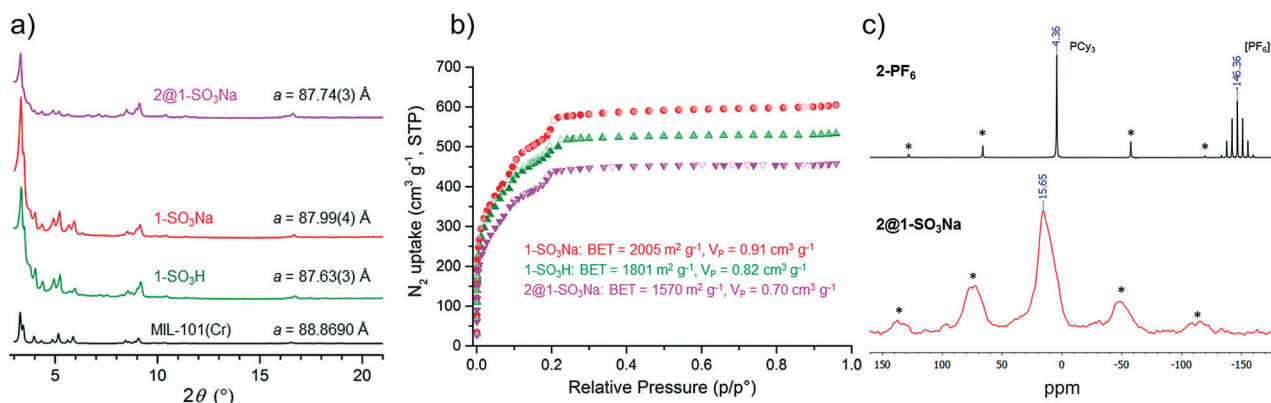 a)
2@1-SO₃Na a = 87.74(3) Å
1-SO₃Na a = 87.99(4) Å
1-SO₃H a = 87.63(3) Å
MIL-101(Cr) a = 88.8690 Å
5 10 15 20
2θ (°)
b)
N₂ uptake (cm³ g⁻¹, STP)
700
600
500
400
300
200
100
0
1-SO₃Na: BET = 2005 m² g⁻¹, Vₚ = 0.91 cm³ g⁻¹
1-SO₃H: BET = 1801 m² g⁻¹, Vₚ = 0.82 cm³ g⁻¹
2@1-SO₃Na: BET = 1570 m² g⁻¹, Vₚ = 0.70 cm³ g⁻¹
0.0 0.2 0.4 0.6 0.8 1.0
Relative Pressure (p/p°)
c)
2-PF₆
4.36
PCy₃
-146.36
[PF₆]⁻
* * * *
2@1-SO₃Na
15.65
* * * *
150 100 50 0 -50 -100 -150
ppm